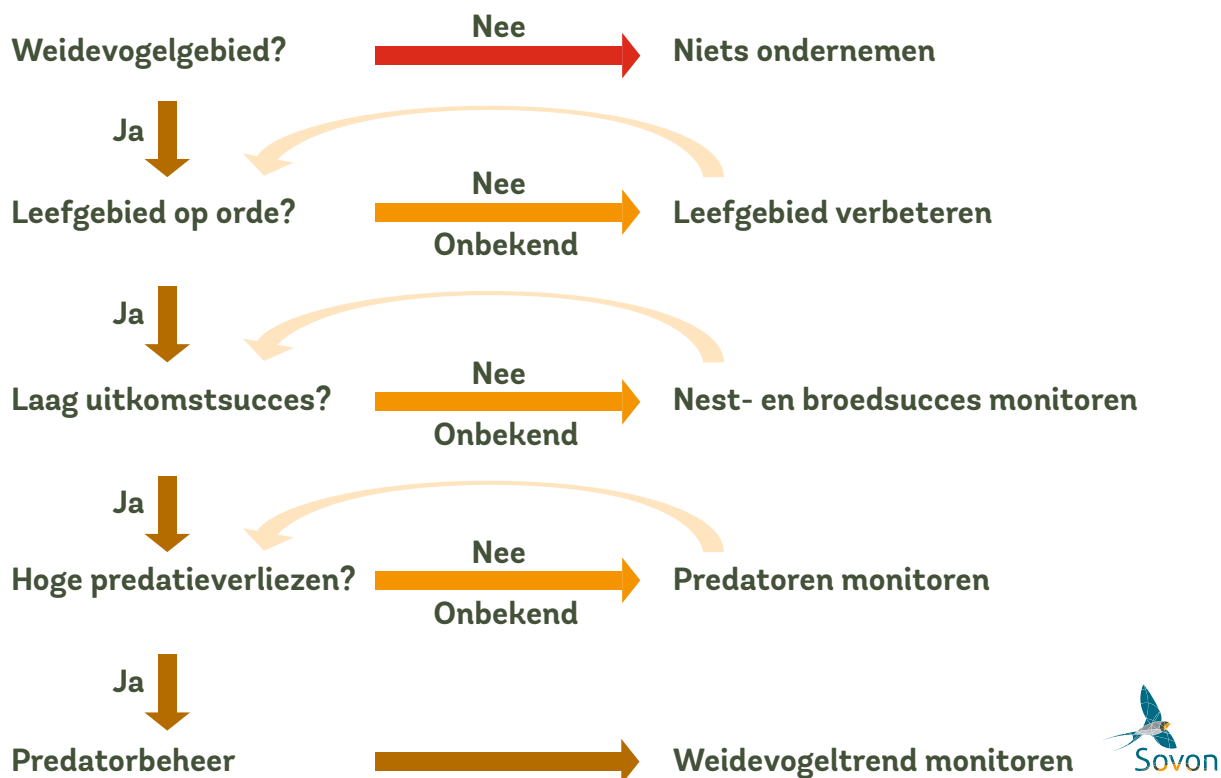 Weidevogelgebied?
Nee
Niets ondernemen
Ja
Leefgebied op orde?
Nee
Onbekend
Leefgebied verbeteren
Ja
Laag uitkomstsucces?
Nee
Onbekend
Nest- en broedsucces monitoren
Ja
Hoge predatieverliezen?
Nee
Onbekend
Predatoren monitoren
Ja
Predatorbeheer
Weidevogeltrend monitoren
Sovon